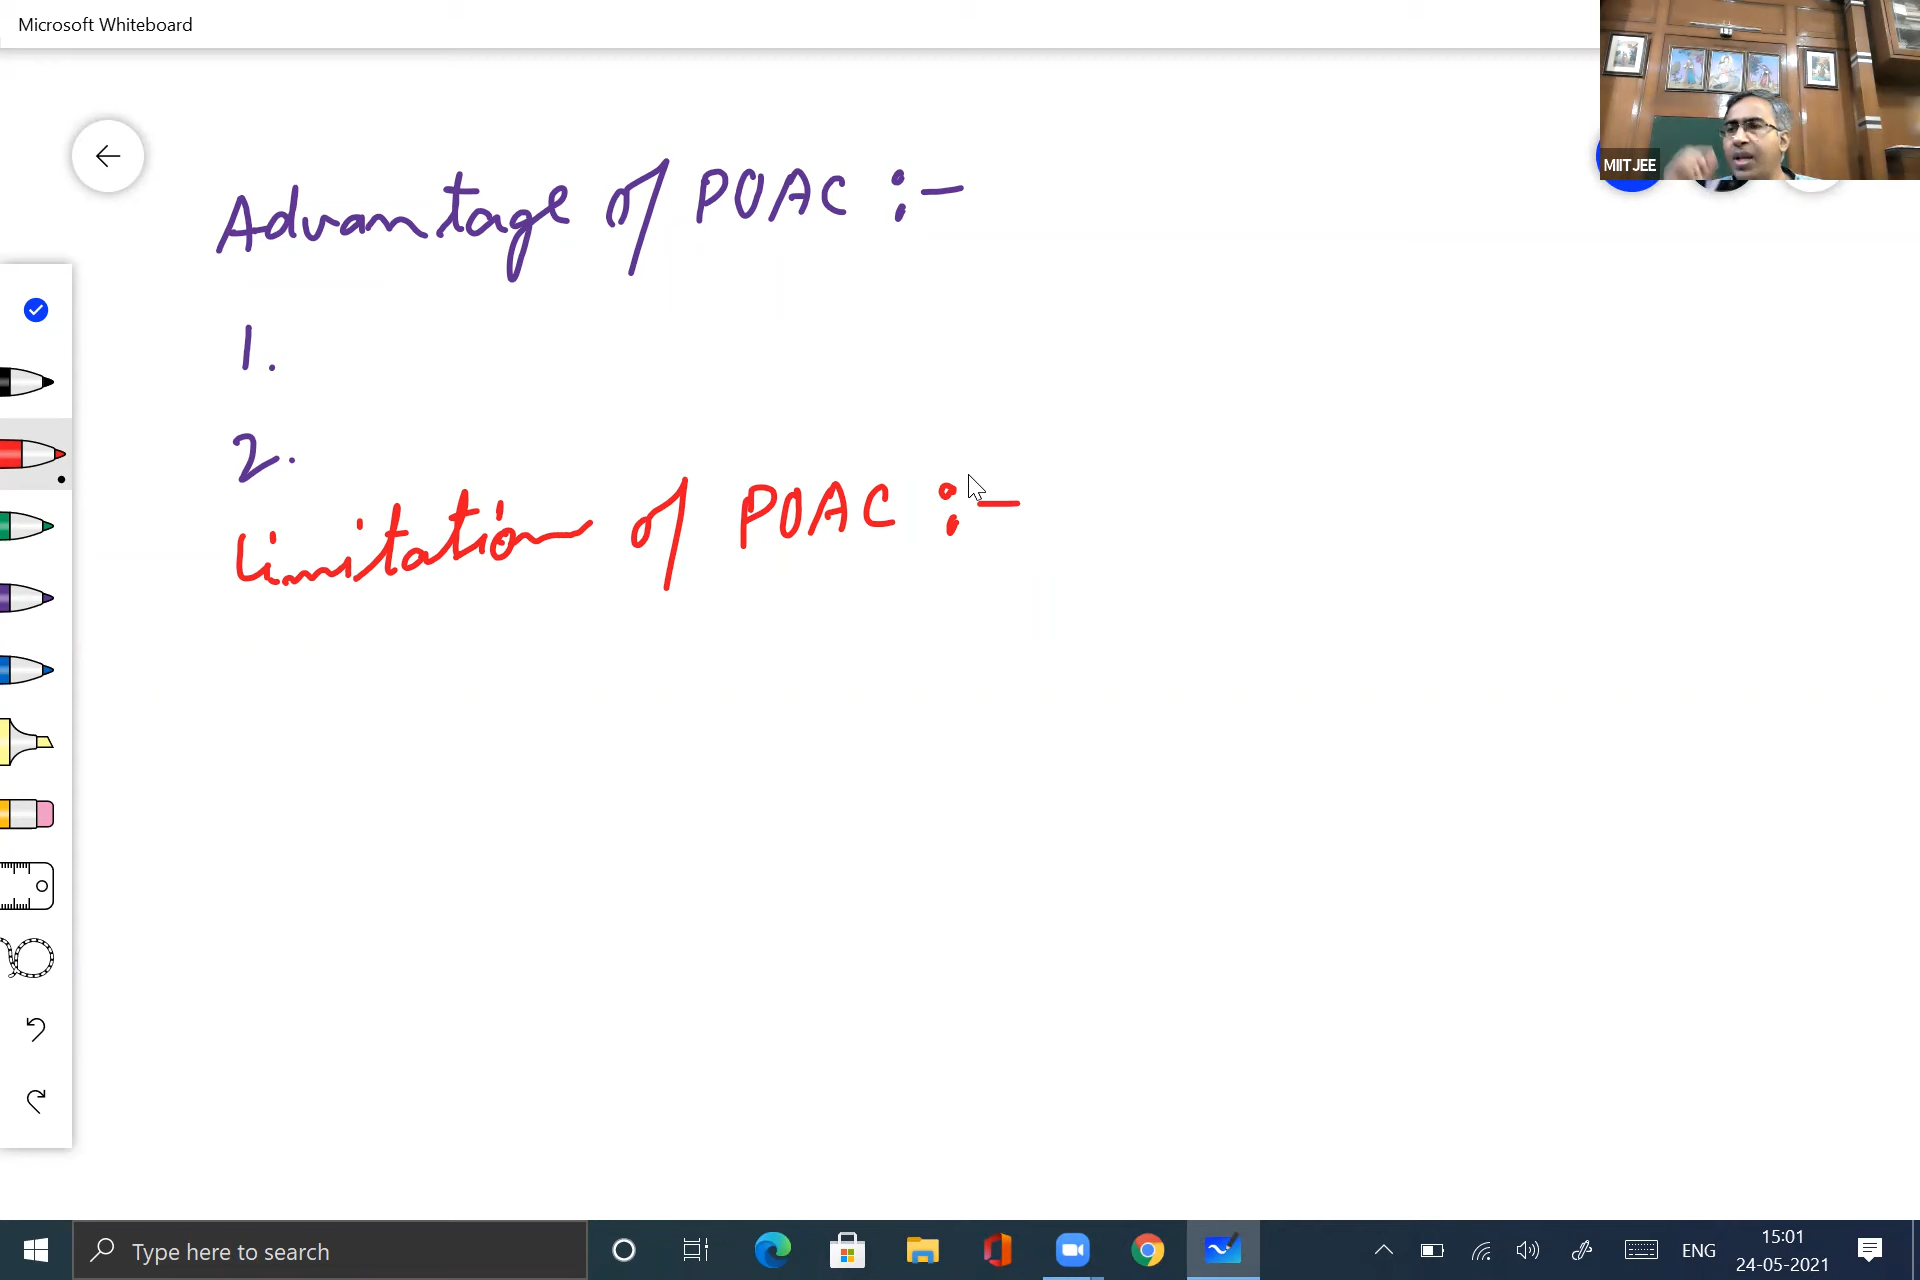 Microsoft Whiteboard
MIIT JEE
Advantage of POAC :-
1.
2.
Limitation of POAC :-
Type here to search
ENG
15:01
24-05-2021